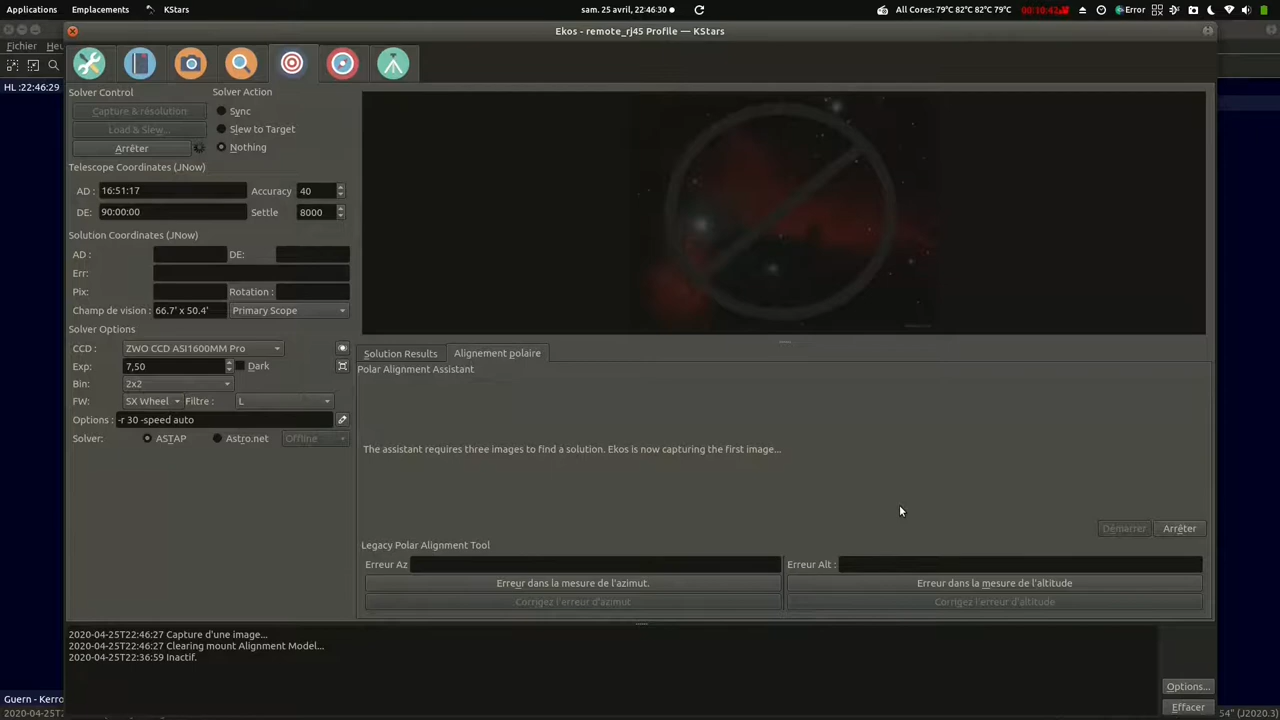 Applications Emplacements KStars sam. 25 avril, 22:46:30 All Cores: 79°C 82°C 82°C 79°C 00:10:42 Error
Ekos - remote_rj45 Profile — KStars
Fichier
HL :22:46:29
Solver Control Solver Action
Capture & résolution Sync
Load & Slew... Slew to Target
Arrêter Nothing
Telescope Coordinates (JNow)
AD : 16:51:17 Accuracy 40
DE: 90:00:00 Settle 8000
Solution Coordinates (JNow)
AD : DE:
Err:
Pix: Rotation :
Champ de vision : 66.7' x 50.4' Primary Scope
Solver Options
CCD : ZWO CCD ASI1600MM Pro
Exp: 7,50 Dark
Bin: 2x2
FW: SX Wheel Filtre : L
Options : -r 30 -speed auto
Solver: ASTAP Astro.net Offline
Solution Results Alignement polaire
Polar Alignment Assistant
The assistant requires three images to find a solution. Ekos is now capturing the first image...
Démarrer Arrêter
Legacy Polar Alignment Tool
Erreur Az Erreur Alt :
Erreur dans la mesure de l'azimut. Erreur dans la mesure de l'altitude
Corrigez l'erreur d'azimut Corrigez l'erreur d'altitude
2020-04-25T22:46:27 Capture d'une image...
2020-04-25T22:46:27 Clearing mount Alignment Model...
2020-04-25T22:36:59 Inactif.
Options...
Guern - Kerro
Effacer
54" (J2020.3)